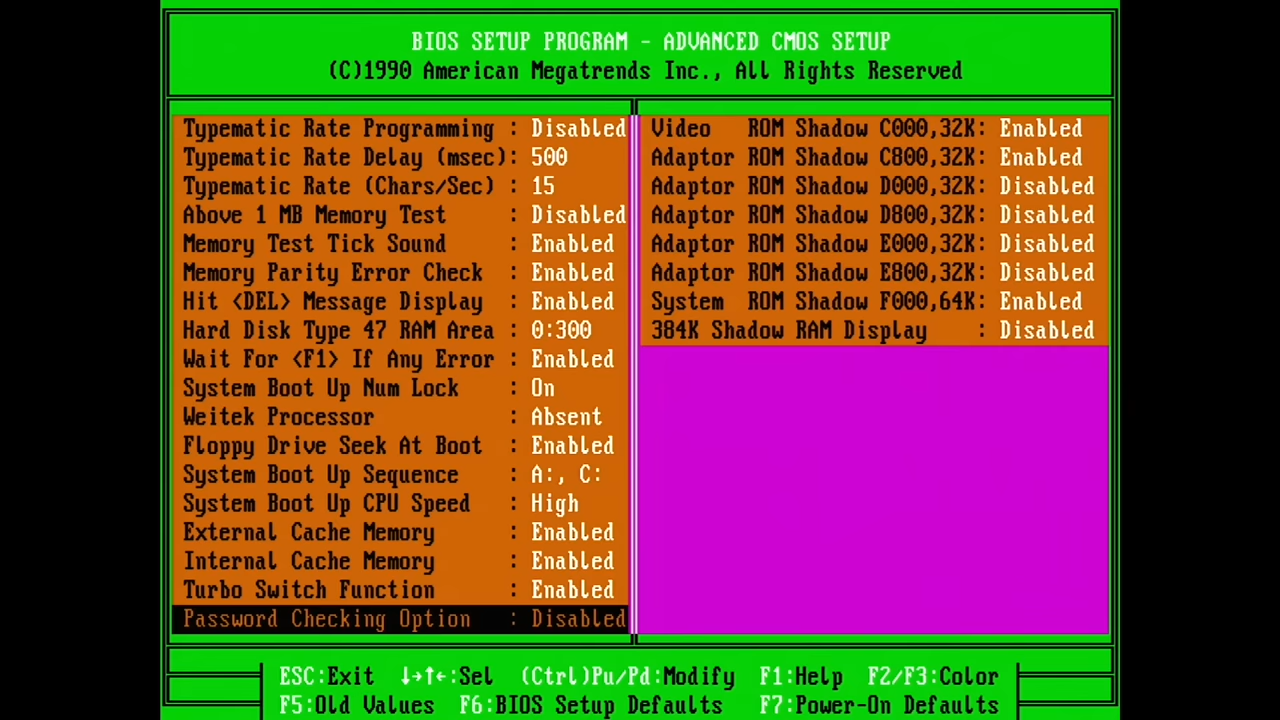 BIOS SETUP PROGRAM - ADVANCED CMOS SETUP
(C)1990 American Megatrends Inc., All Rights Reserved
Typematic Rate Programming : Disabled
Typematic Rate Delay (msec): 500
Typematic Rate (Chars/Sec) : 15
Above 1 MB Memory Test : Disabled
Memory Test Tick Sound : Enabled
Memory Parity Error Check : Enabled
Hit <DEL> Message Display : Enabled
Hard Disk Type 47 RAM Area : 0:300
Wait For <F1> If Any Error : Enabled
System Boot Up Num Lock : On
Weitek Processor : Absent
Floppy Drive Seek At Boot : Enabled
System Boot Up Sequence : A:, C:
System Boot Up CPU Speed : High
External Cache Memory : Enabled
Internal Cache Memory : Enabled
Turbo Switch Function : Enabled
Password Checking Option : Disabled
Video ROM Shadow C000,32K: Enabled
Adaptor ROM Shadow C800,32K: Enabled
Adaptor ROM Shadow D000,32K: Disabled
Adaptor ROM Shadow D800,32K: Disabled
Adaptor ROM Shadow E000,32K: Disabled
Adaptor ROM Shadow E800,32K: Disabled
System ROM Shadow F000,64K: Enabled
384K Shadow RAM Display : Disabled
ESC:Exit ↓→↑←:Sel (Ctrl)Pu/Pd:Modify F1:Help F2/F3:Color
F5:Old Values F6:BIOS Setup Defaults F7:Power-On Defaults